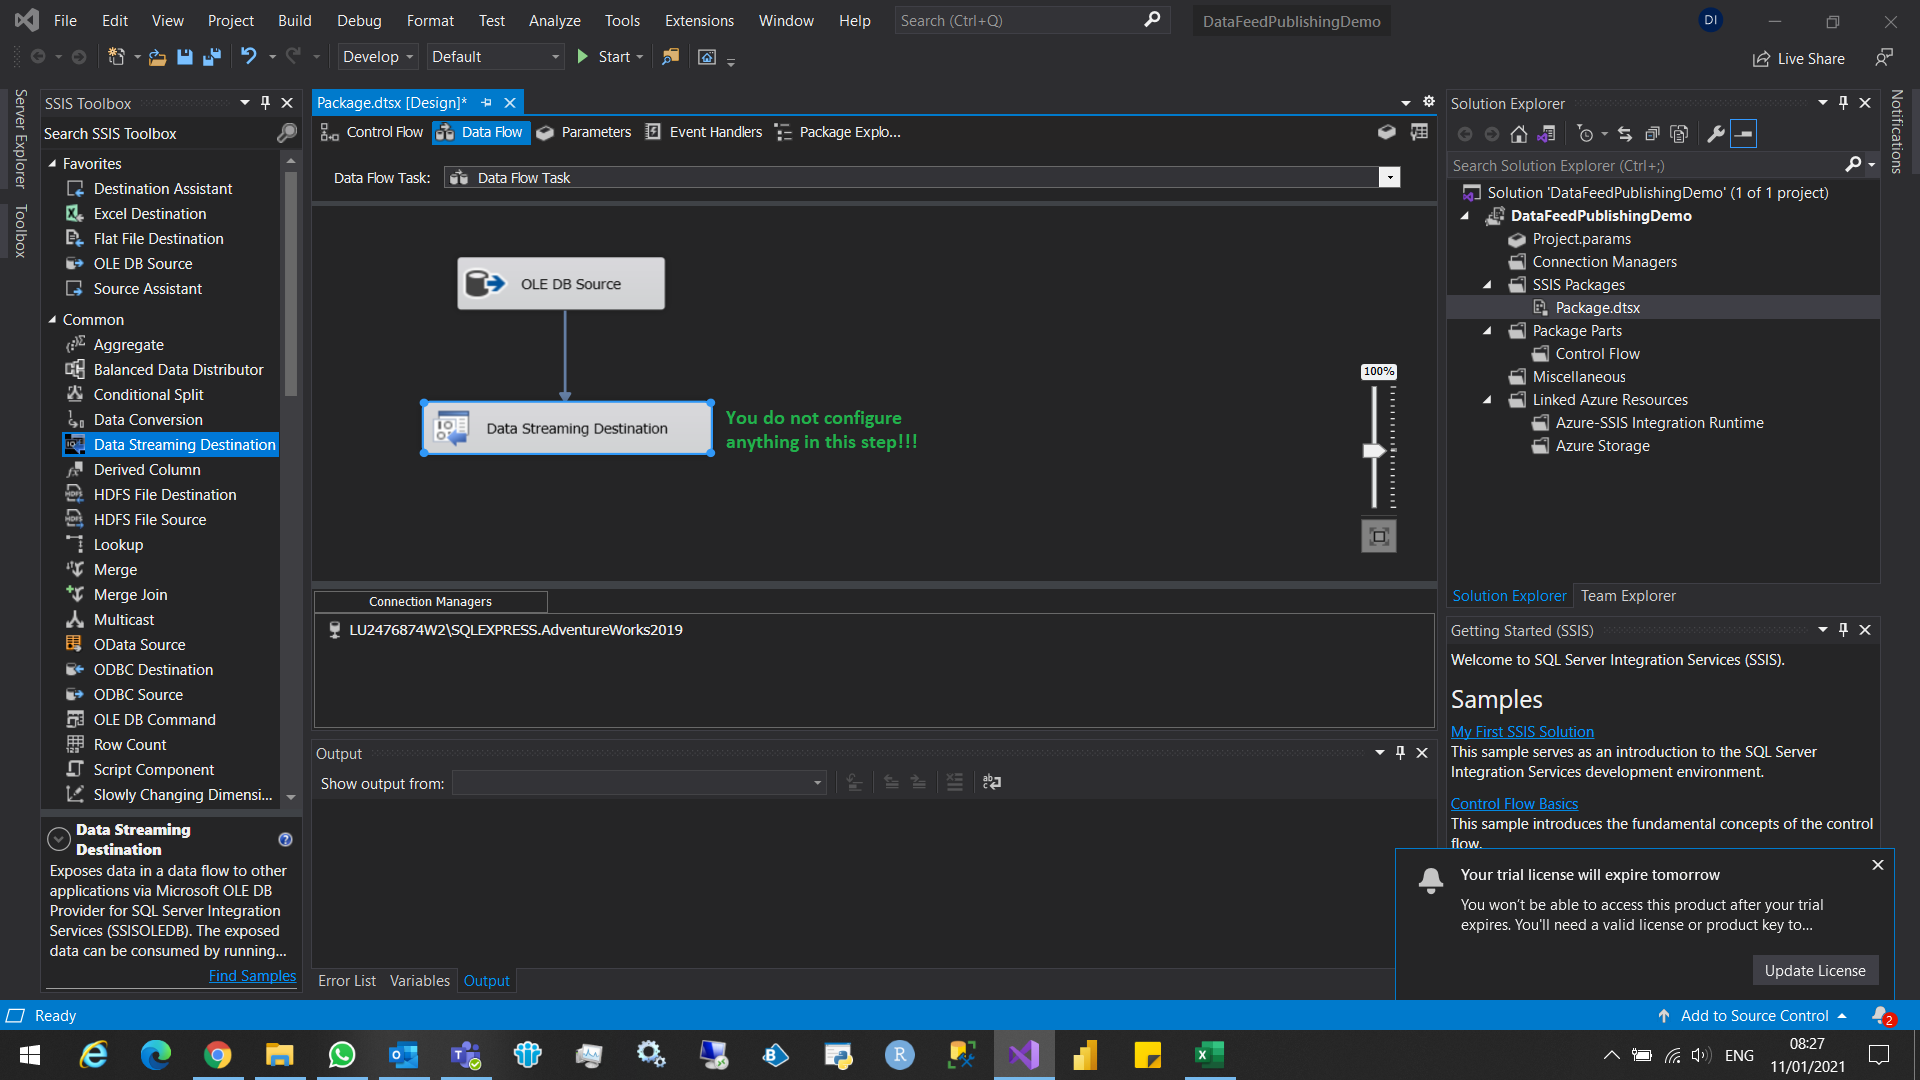 File Edit View Project Build Debug Format Test Analyze Tools Extensions Window Help Search (Ctrl+Q) DataFeedPublishingDemo DI
Develop Default Start Live Share
Server Explorer
Toolbox
SSIS Toolbox
Search SSIS Toolbox
Favorites
Destination Assistant
Excel Destination
Flat File Destination
OLE DB Source
Source Assistant
Common
Aggregate
Balanced Data Distributor
Conditional Split
Data Conversion
Data Streaming Destination
Derived Column
HDFS File Destination
HDFS File Source
Lookup
Merge
Merge Join
Multicast
OData Source
ODBC Destination
ODBC Source
OLE DB Command
Row Count
Script Component
Slowly Changing Dimensi...
Data Streaming
Destination
Exposes data in a data flow to other
applications via Microsoft OLE DB
Provider for SQL Server Integration
Services (SSISOLEDB). The exposed
data can be consumed by running...
Find Samples
Package.dtsx [Design]*
Control Flow Data Flow Parameters Event Handlers Package Explo...
Data Flow Task: Data Flow Task
OLE DB Source
Data Streaming Destination
You do not configure
anything in this step!!!
100%
Connection Managers
LU2476874W2\SQLEXPRESS.AdventureWorks2019
Output
Show output from:
Error List Variables Output
Solution Explorer
Search Solution Explorer (Ctrl+;)
Solution 'DataFeedPublishingDemo' (1 of 1 project)
DataFeedPublishingDemo
Project.params
Connection Managers
SSIS Packages
Package.dtsx
Package Parts
Control Flow
Miscellaneous
Linked Azure Resources
Azure-SSIS Integration Runtime
Azure Storage
Solution Explorer Team Explorer
Notifications
Getting Started (SSIS)
Welcome to SQL Server Integration Services (SSIS).
Samples
My First SSIS Solution
This sample serves as an introduction to the SQL Server
Integration Services development environment.
Control Flow Basics
This sample introduces the fundamental concepts of the control
flow.
Your trial license will expire tomorrow
You won't be able to access this product after your trial
expires. You'll need a valid license or product key to...
Update License
Ready Add to Source Control 2
ENG
08:27
11/01/2021